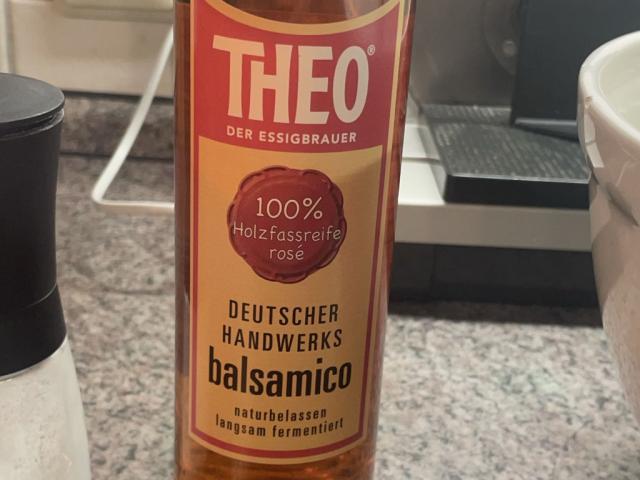 THEO®
DER ESSIGBRAUER
100%
Holzfassreife
rosé
DEUTSCHER
HANDWERKS
balsamico
naturbelassen
langsam fermentiert